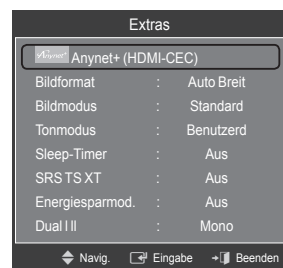 Extras
Anynet+ Anynet+ (HDMI-CEC)
Bildformat : Auto Breit
Bildmodus : Standard
Tonmodus : Benutzerd
Sleep-Timer : Aus
SRS TS XT : Aus
Energiesparmod. : Aus
Dual I II : Mono
Navig. Eingabe Beenden